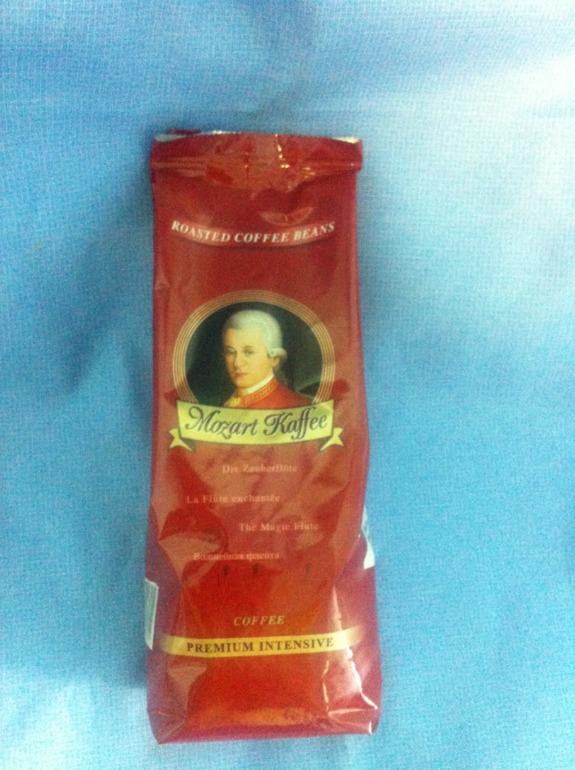 ROASTED COFFEE BEANS
Mozart Kaffee
Die Zauberflöte
La Flûte enchantée
The Magic Flute
Волшебная флейта
COFFEE
PREMIUM INTENSIVE